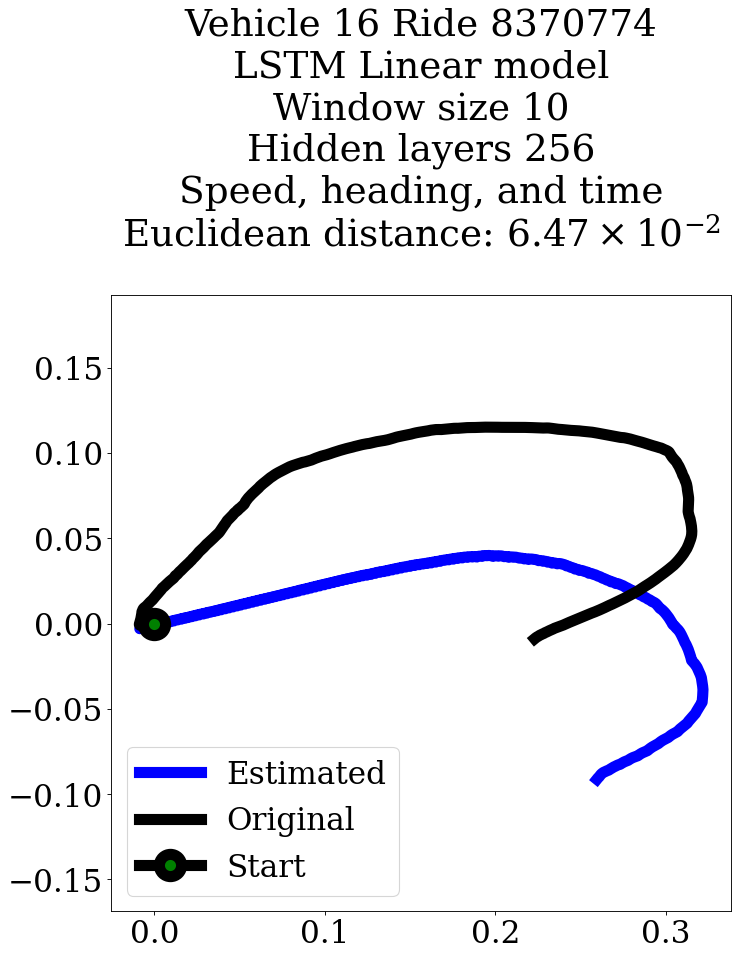 Vehicle 16 Ride 8370774
LSTM Linear model
Window size 10
Hidden layers 256
Speed, heading, and time
Euclidean distance: 6.47 × 10⁻²
0.15
0.10
0.05
0.00
−0.05
−0.10
−0.15
Estimated
Original
Start
0.0 0.1 0.2 0.3